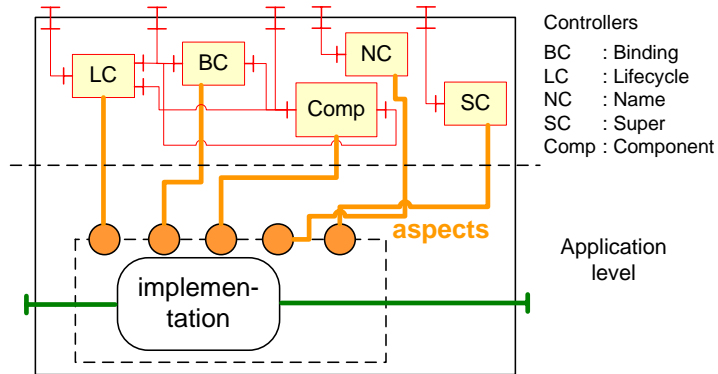 Controllers
BC : Binding
LC : Lifecycle
NC : Name
SC : Super
Comp : Component
LC
BC
NC
Comp
SC
aspects
Application
level
implemen-
tation